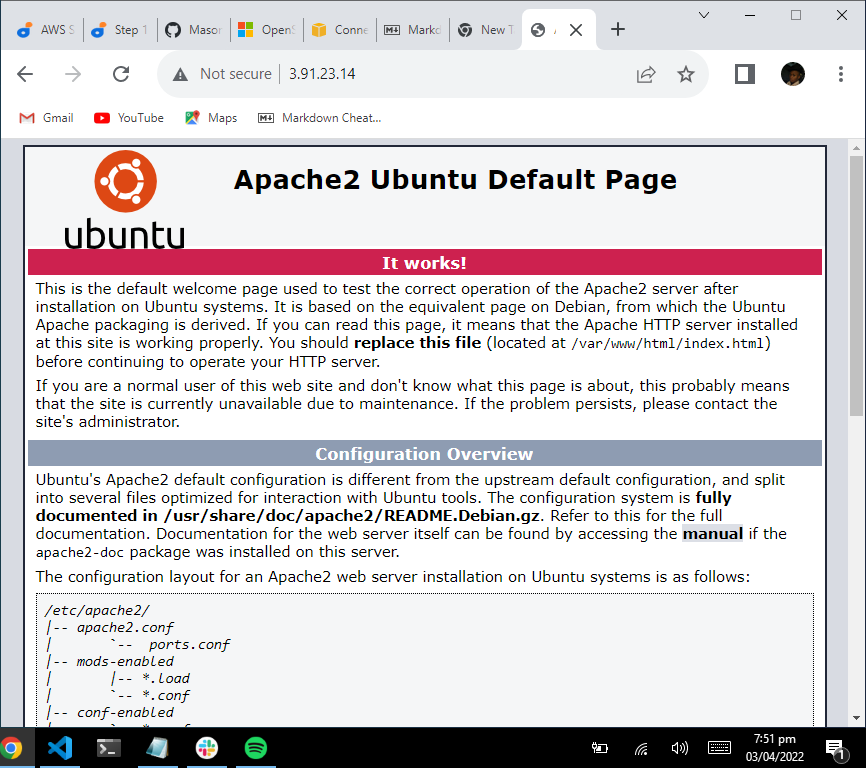 AWS S
Step 1
Mason
OpenS
Conne
Markd
New T
Not secure
3.91.23.14
Gmail
YouTube
Maps
Markdown Cheat...
ubuntu
Apache2 Ubuntu Default Page
It works!
This is the default welcome page used to test the correct operation of the Apache2 server after
installation on Ubuntu systems. It is based on the equivalent page on Debian, from which the Ubuntu
Apache packaging is derived. If you can read this page, it means that the Apache HTTP server installed
at this site is working properly. You should replace this file (located at /var/www/html/index.html)
before continuing to operate your HTTP server.
If you are a normal user of this web site and don't know what this page is about, this probably means
that the site is currently unavailable due to maintenance. If the problem persists, please contact the
site's administrator.
Configuration Overview
Ubuntu's Apache2 default configuration is different from the upstream default configuration, and split
into several files optimized for interaction with Ubuntu tools. The configuration system is fully
documented in /usr/share/doc/apache2/README.Debian.gz. Refer to this for the full
documentation. Documentation for the web server itself can be found by accessing the manual if the
apache2-doc package was installed on this server.
The configuration layout for an Apache2 web server installation on Ubuntu systems is as follows:
/etc/apache2/
|-- apache2.conf
|       `--  ports.conf
|-- mods-enabled
|       |-- *.load
|       `-- *.conf
|-- conf-enabled
7:51 pm
03/04/2022
1